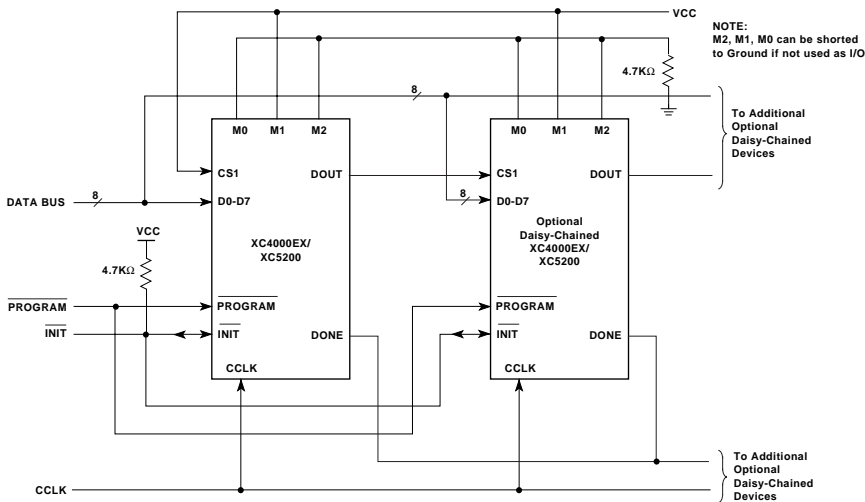 VCC
NOTE:
M2, M1, M0 can be shorted
to Ground if not used as I/O
4.7KΩ
8
M0 M1 M2
M0 M1 M2
To Additional
Optional
Daisy-Chained
Devices
CS1 DOUT
CS1 DOUT
DATA BUS 8
D0-D7
8 D0-D7
VCC
4.7KΩ
XC4000EX/
XC5200
Optional
Daisy-Chained
XC4000EX/
XC5200
PROGRAM
PROGRAM
PROGRAM
INIT
INIT DONE
INIT DONE
CCLK
CCLK
CCLK
To Additional
Optional
Daisy-Chained
Devices